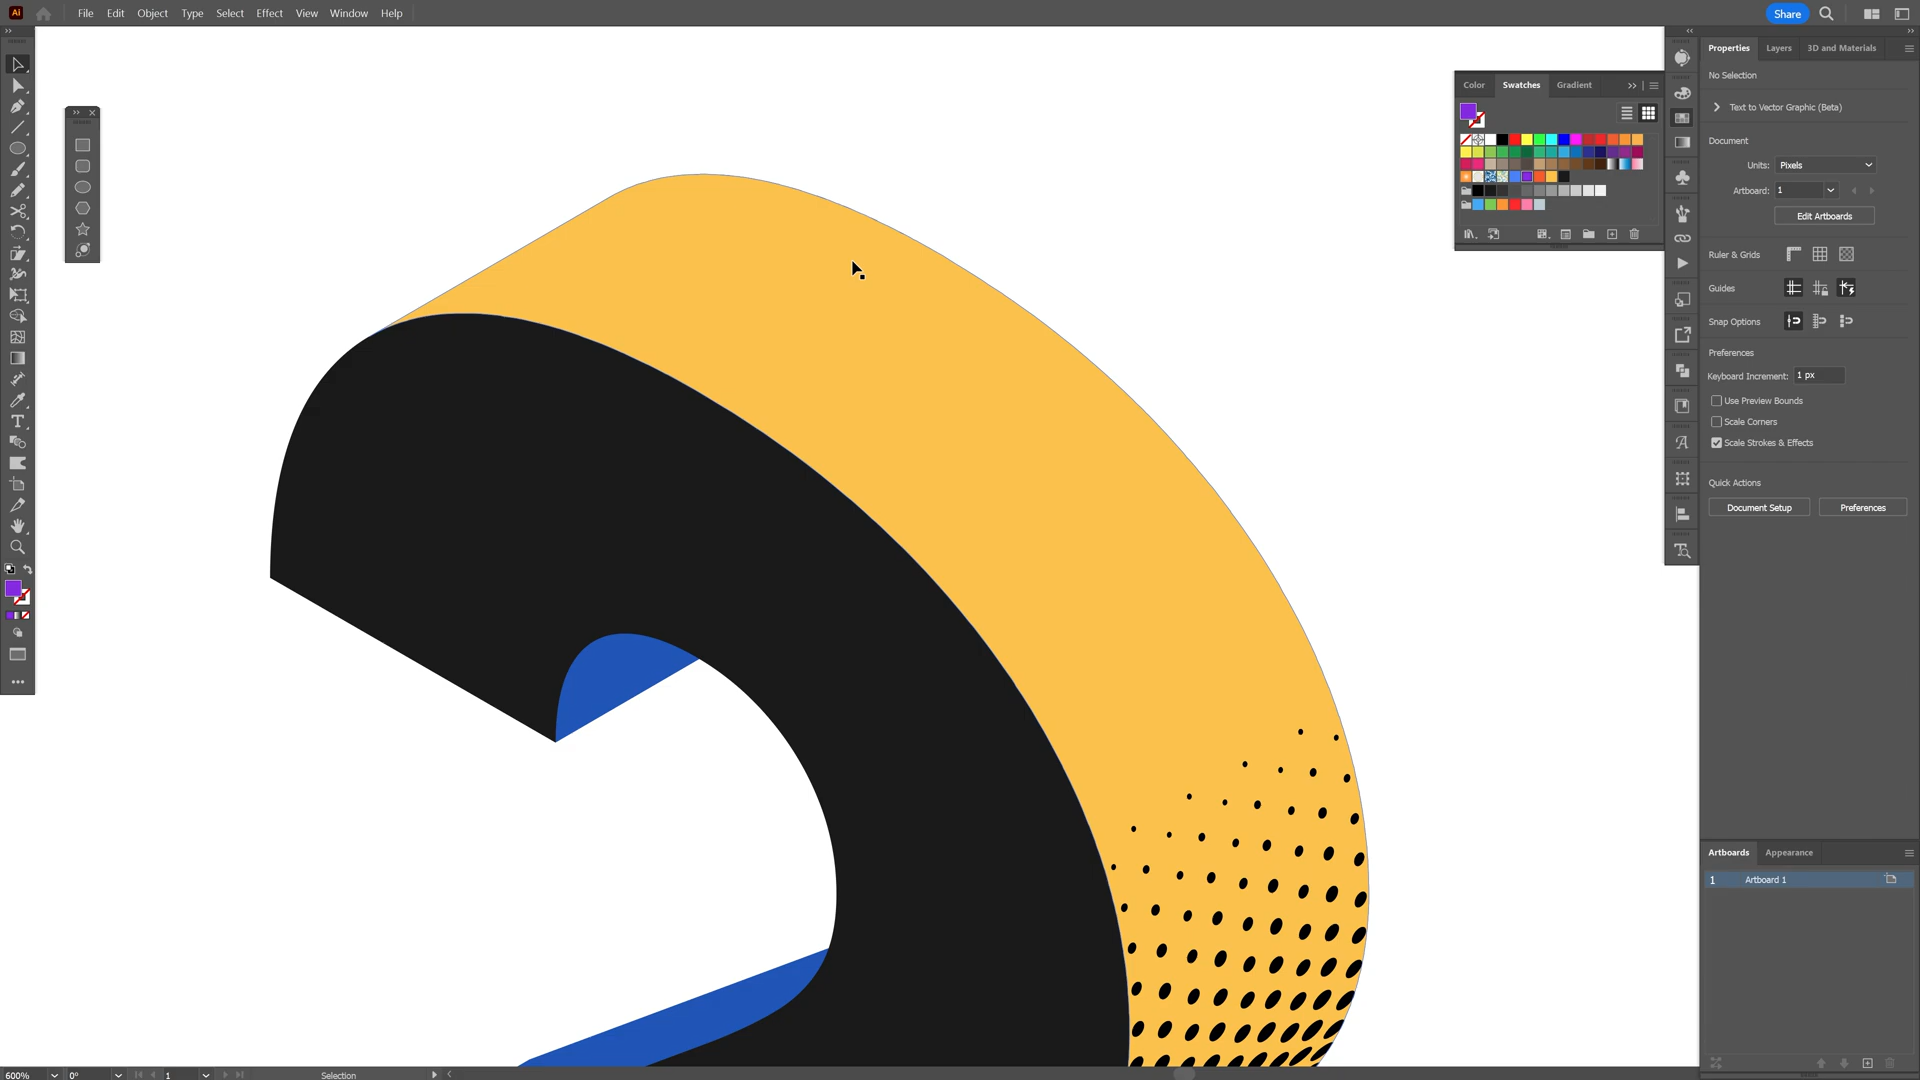 Ai File Edit Object Type Select Effect View Window Help Share
Properties Layers 3D and Materials
No Selection
Text to Vector Graphic (Beta)
Color Swatches Gradient
Document
Units: Pixels
Artboard: 1
Edit Artboards
Ruler & Grids
Guides
Snap Options
Preferences
Keyboard Increment: 1 px
Use Preview Bounds
Scale Corners
Scale Strokes & Effects
Quick Actions
Document Setup Preferences
Artboards Appearance
1 Artboard 1
600% 0° 1 Selection